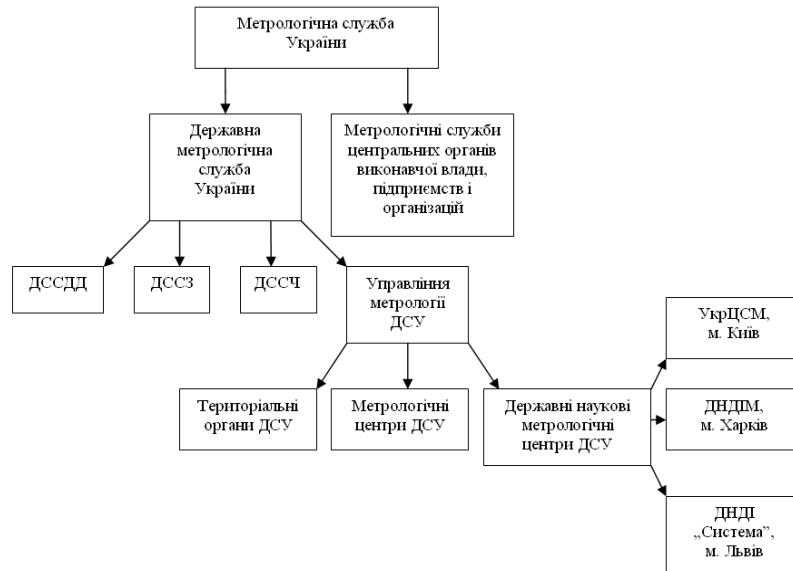 Метрологічна служба
України
Державна
метрологічна
служба
України
Метрологічні служби
центральних органів
виконавчої влади,
підприємств і
організацій
ДССДД
ДССЗ
ДССЧ
Управління
метрології
ДСУ
УкрЦСМ,
м. Київ
Територіальні
органи ДСУ
Метрологічні
центри ДСУ
Державні наукові
метрологічні
центри ДСУ
ДНДІМ,
м. Харків
ДНДІ
„Система”,
м. Львів